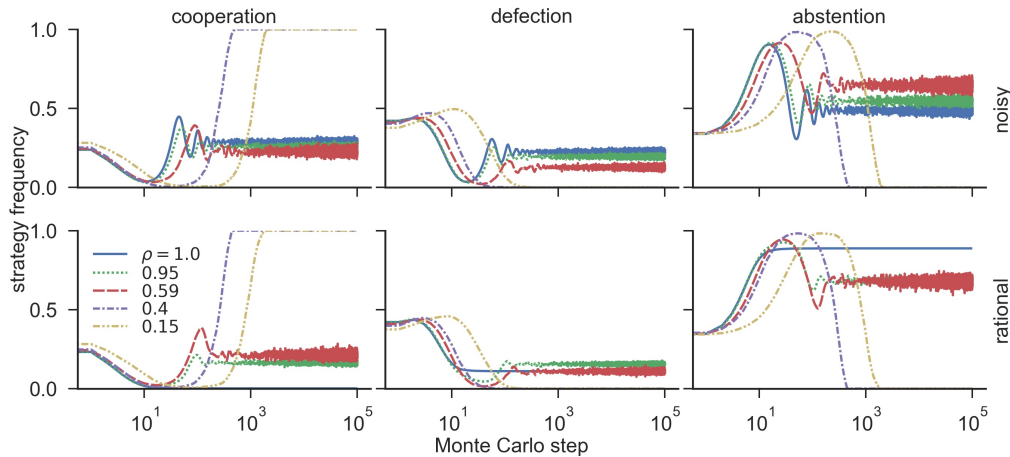 cooperation defection abstention
1.0
0.5
0.0
noisy
strategy frequency
1.0
0.5
0.0
ρ = 1.0
0.95
0.59
0.4
0.15
rational
10¹ 10³ 10⁵ 10¹ 10³ 10⁵ 10¹ 10³ 10⁵
Monte Carlo step